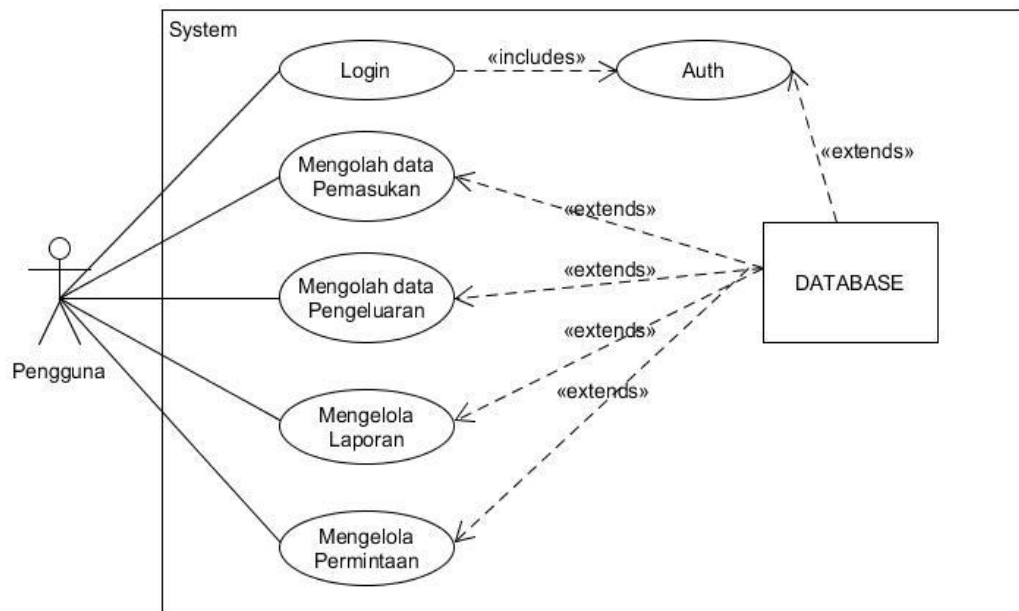 System
Login
«includes»
Auth
«extends»
Mengolah data
Pemasukan
«extends»
Mengolah data
Pengeluaran
«extends»
DATABASE
«extends»
Pengguna
«extends»
Mengelola
Laporan
Mengelola
Permintaan